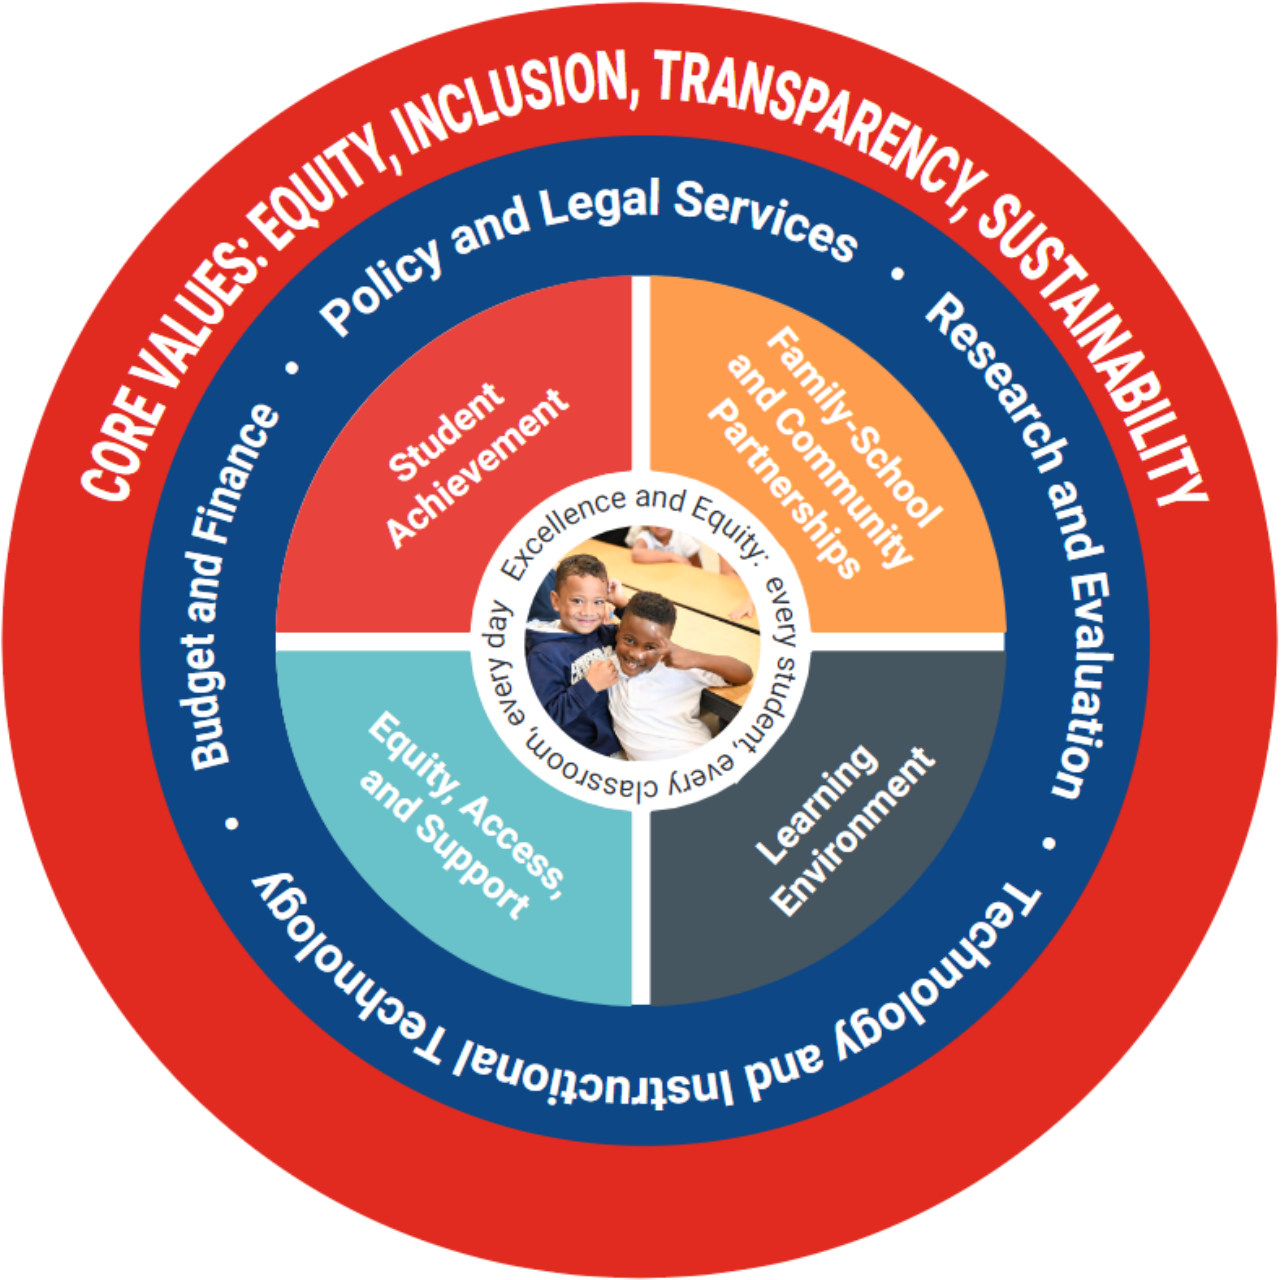 CORE VALUES: EQUITY, INCLUSION, TRANSPARENCY, SUSTAINABILITY
Policy and Legal Services
•
Research and Evaluation
•
Technology and Instructional Technology
•
Budget and Finance
•
Student
Achievement
Family-School
and Community
Partnerships
Equity, Access,
and Support
Learning
Environment
Excellence and Equity: every student, every classroom, every day